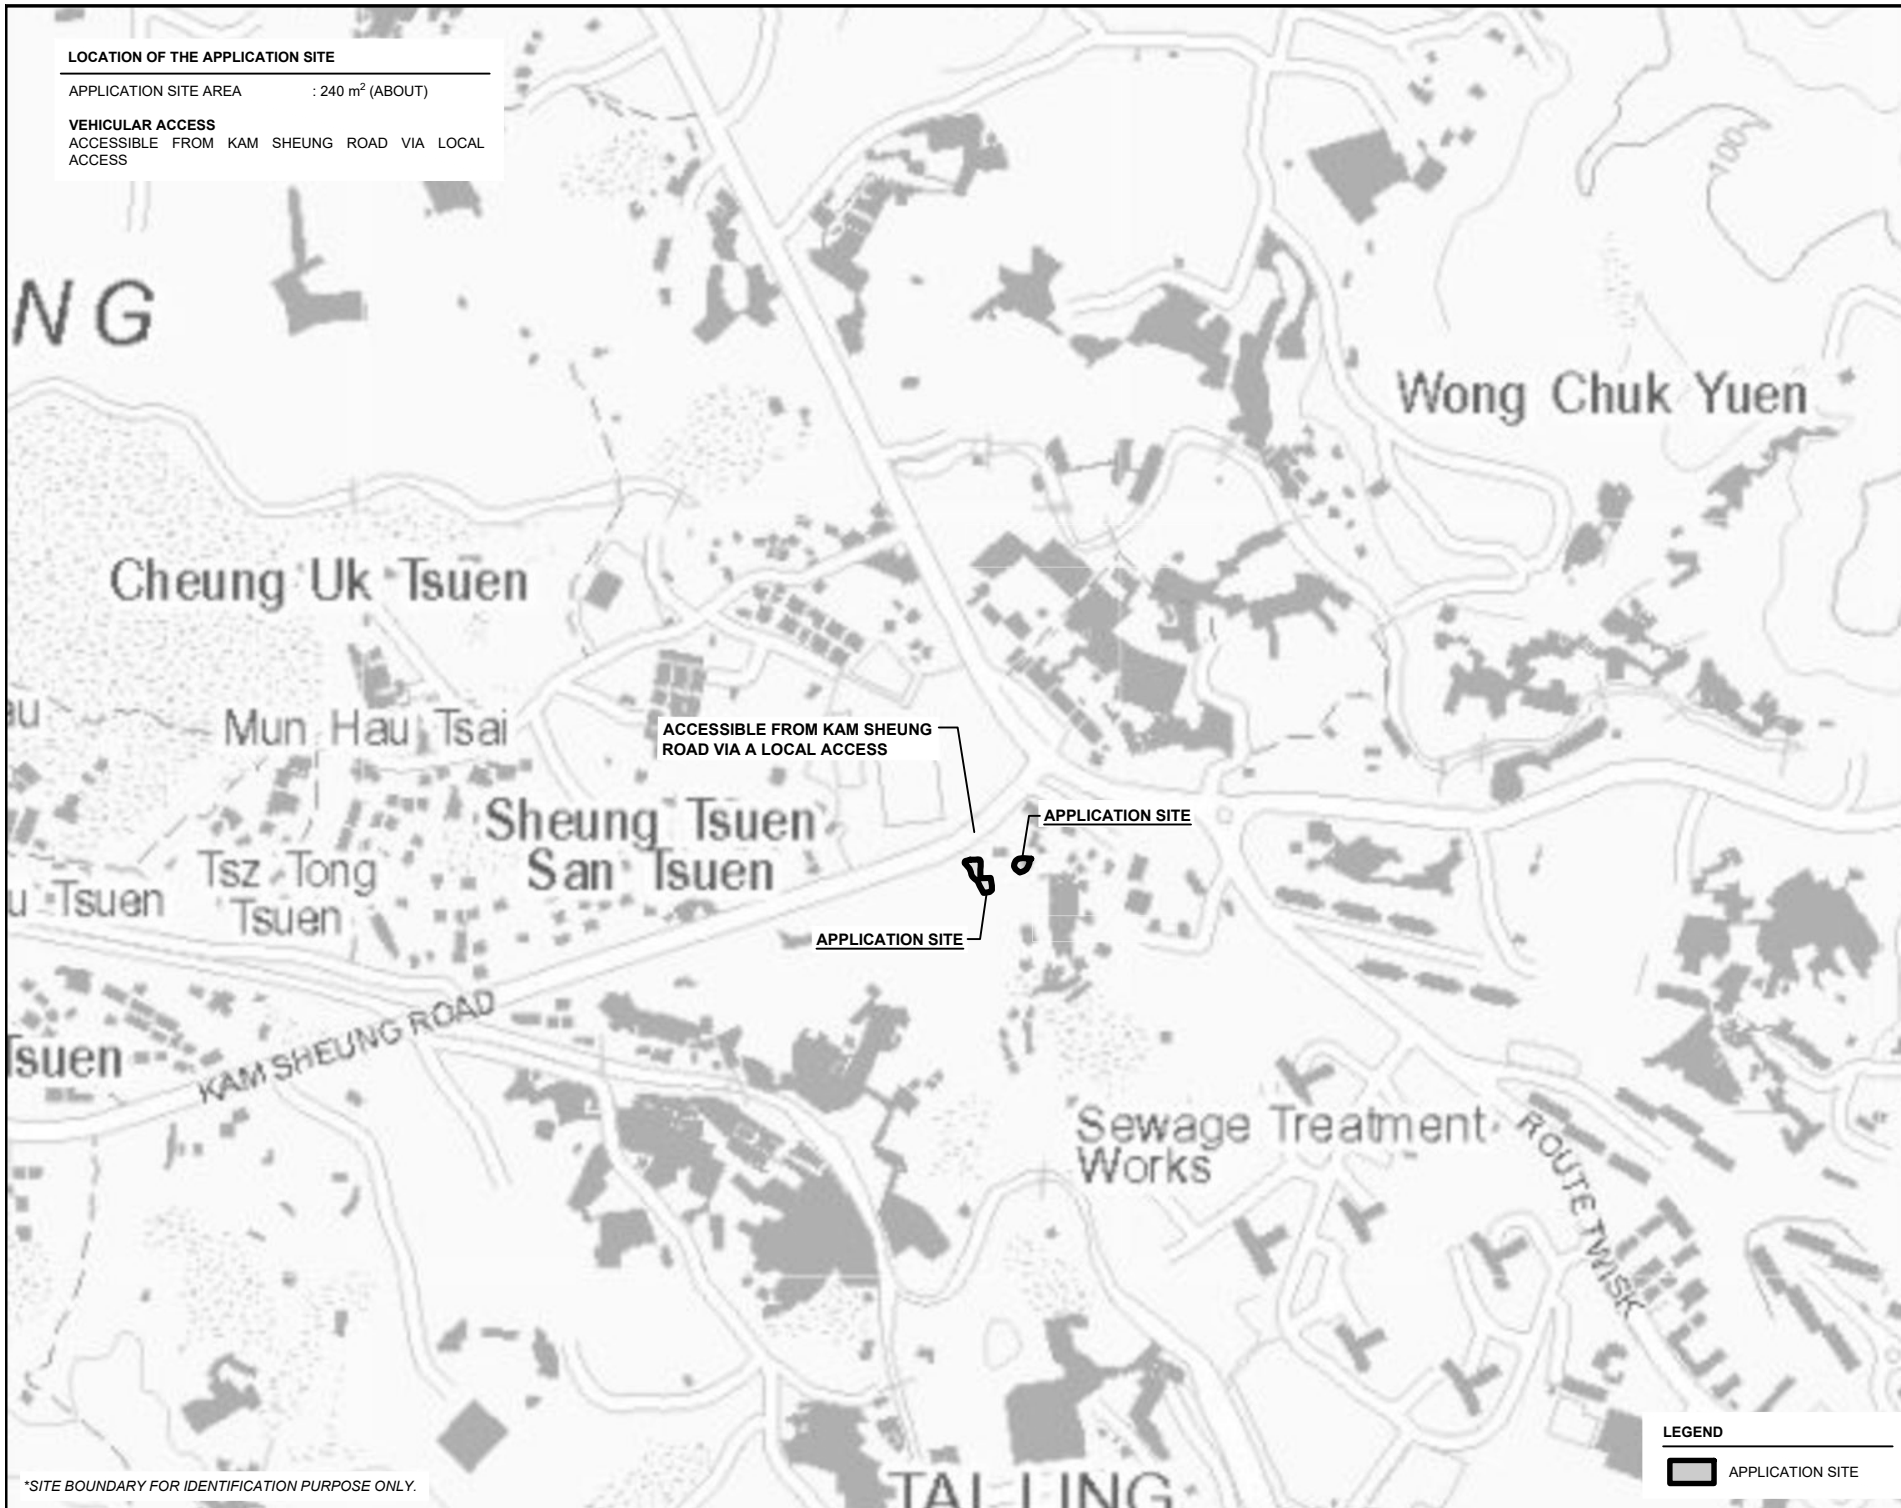 LOCATION OF THE APPLICATION SITE
APPLICATION SITE AREA : 240 m² (ABOUT)
VEHICULAR ACCESS
ACCESSIBLE FROM KAM SHEUNG ROAD VIA LOCAL
ACCESS
100
NG
Wong Chuk Yuen
Cheung Uk Tsuen
au
Mun Hau Tsai
ACCESSIBLE FROM KAM SHEUNG
ROAD VIA A LOCAL ACCESS
Sheung Tsuen
San Tsuen
APPLICATION SITE
Tsz Tong
Tsuen
u Tsuen
APPLICATION SITE
KAM SHEUNG ROAD
Tsuen
Sewage Treatment
Works
ROUTE TWISK
LEGEND
APPLICATION SITE
TAI LING
*SITE BOUNDARY FOR IDENTIFICATION PURPOSE ONLY.